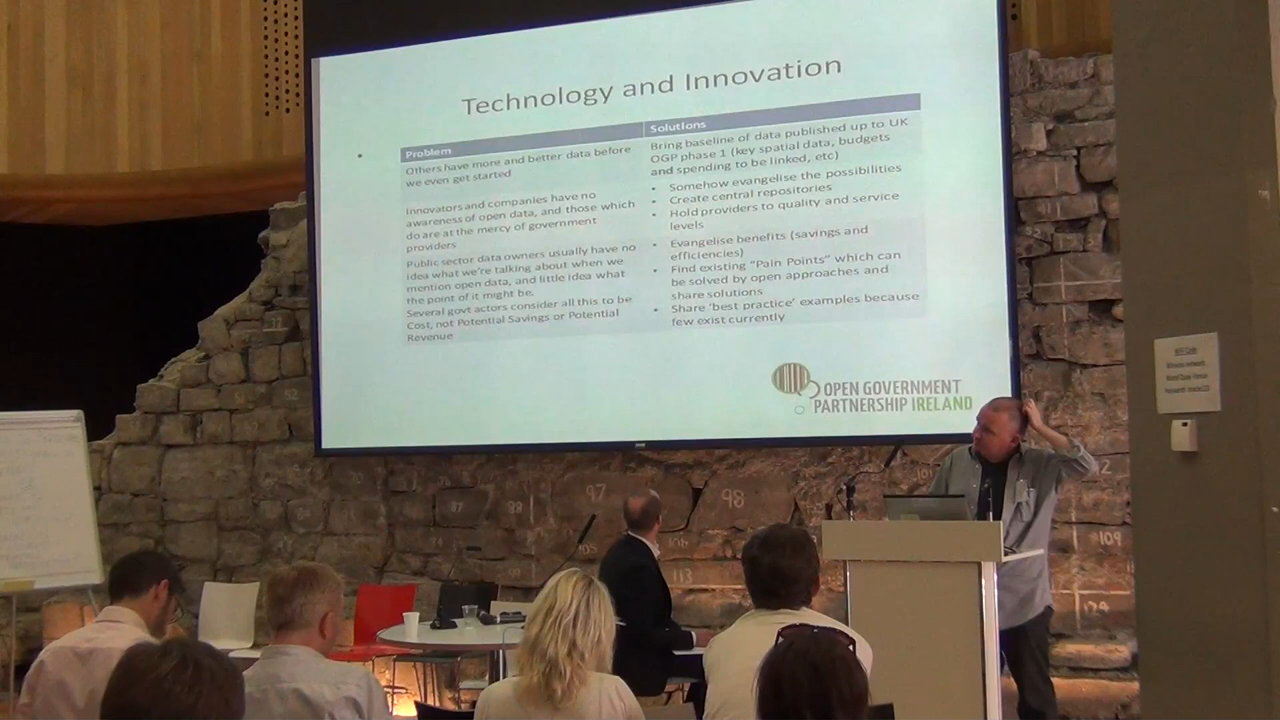 Technology and Innovation
Problem
Solutions
Others have more and better data before
we even get started
Bring baseline of data published up to UK
OGP phase 1 (key spatial data, budgets
and spending to be linked, etc)
Innovators and companies have no
awareness of open data, and those which
do are at the mercy of government
providers
• Somehow evangelise the possibilities
• Create central repositories
• Hold providers to quality and service
levels
Public sector data owners usually have no
idea what we're talking about when we
mention open data, and little idea what
the point of it might be.
Several govt actors consider all this to be
Cost, not Potential Savings or Potential
Revenue
• Evangelise benefits (savings and
efficiencies)
• Find existing "Pain Points" which can
be solved by open approaches and
share solutions
• Share 'best practice' examples because
few exist currently
OPEN GOVERNMENT
PARTNERSHIP IRELAND
52
97
98
87
88
105
113
109